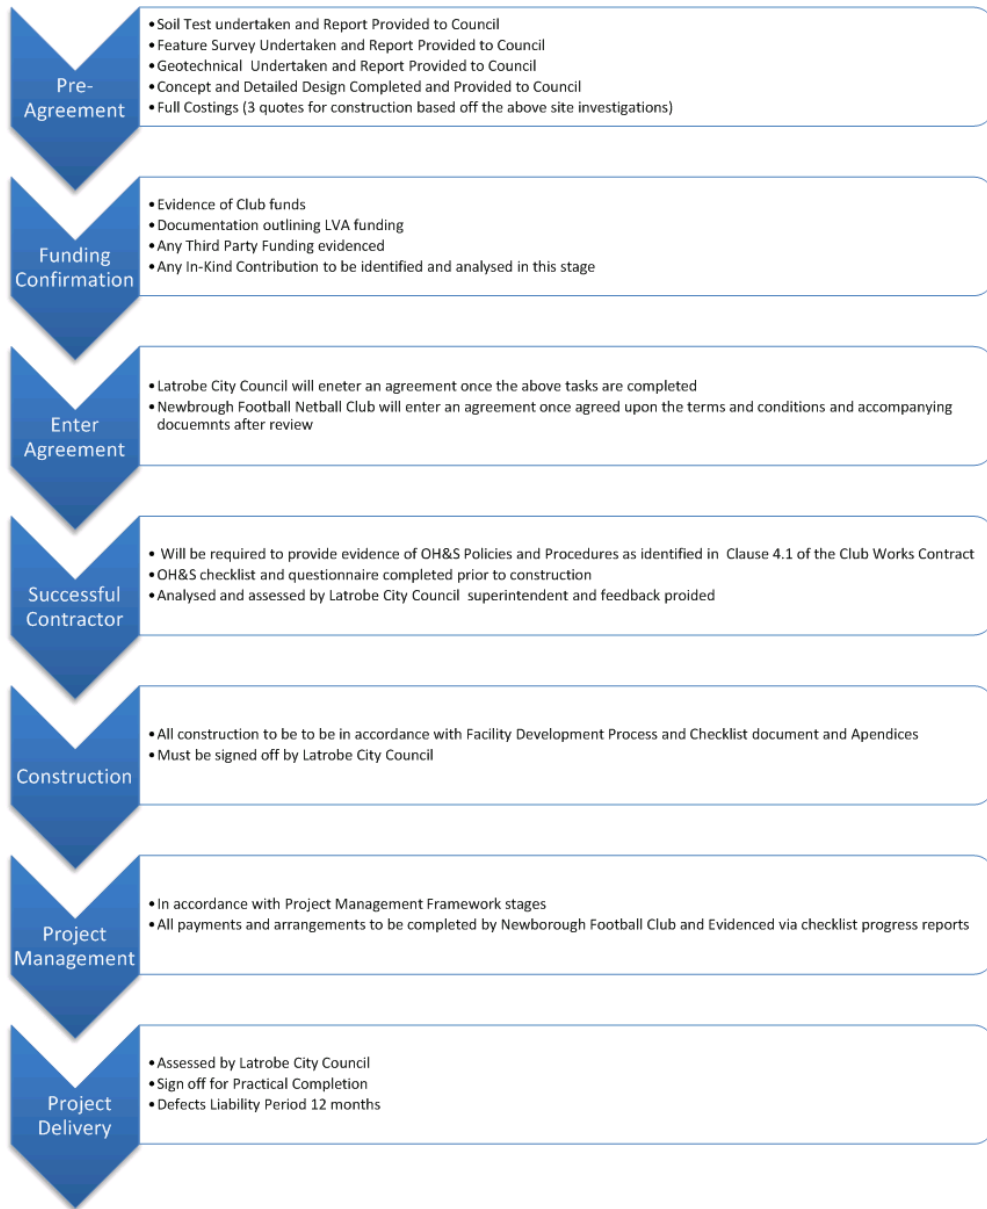 Pre-
Agreement
•Soil Test undertaken and Report Provided to Council
•Feature Survey Undertaken and Report Provided to Council
•Geotechnical Undertaken and Report Provided to Council
•Concept and Detailed Design Completed and Provided to Council
•Full Costings (3 quotes for construction based off the above site investigations)
Funding
Confirmation
•Evidence of Club funds
•Documentation outlining LVA funding
•Any Third Party Funding evidenced
•Any In-Kind Contribution to be identified and analysed in this stage
Enter
Agreement
•Latrobe City Council will eneter an agreement once the above tasks are completed
•Newbrough Football Netball Club will enter an agreement once agreed upon the terms and conditions and accompanying
docuemnts after review
Successful
Contractor
• Will be required to provide evidence of OH&S Policies and Procedures as identified in Clause 4.1 of the Club Works Contract
•OH&S checklist and questionnaire completed prior to construction
•Analysed and assessed by Latrobe City Council superintendent and feedback proided
Construction
•All construction to be to be in accordance with Facility Development Process and Checklist document and Apendices
•Must be signed off by Latrobe City Council
Project
Management
•In accordance with Project Management Framework stages
•All payments and arrangements to be completed by Newborough Football Club and Evidenced via checklist progress reports
Project
Delivery
•Assessed by Latrobe City Council
•Sign off for Practical Completion
•Defects Liability Period 12 months